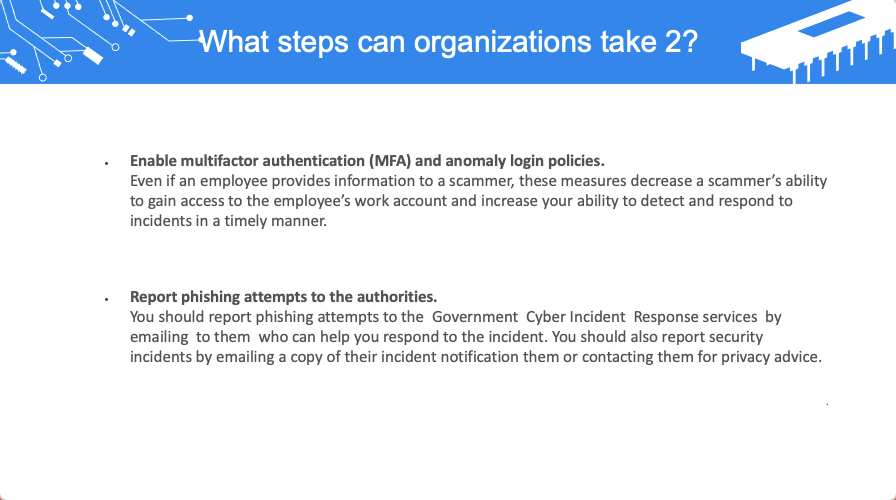 What steps can organizations take 2?
• Enable multifactor authentication (MFA) and anomaly login policies.
Even if an employee provides information to a scammer, these measures decrease a scammer’s ability
to gain access to the employee’s work account and increase your ability to detect and respond to
incidents in a timely manner.
• Report phishing attempts to the authorities.
You should report phishing attempts to the  Government  Cyber Incident  Response services  by
emailing  to them  who can help you respond to the incident. You should also report security
incidents by emailing a copy of their incident notification them or contacting them for privacy advice.
.